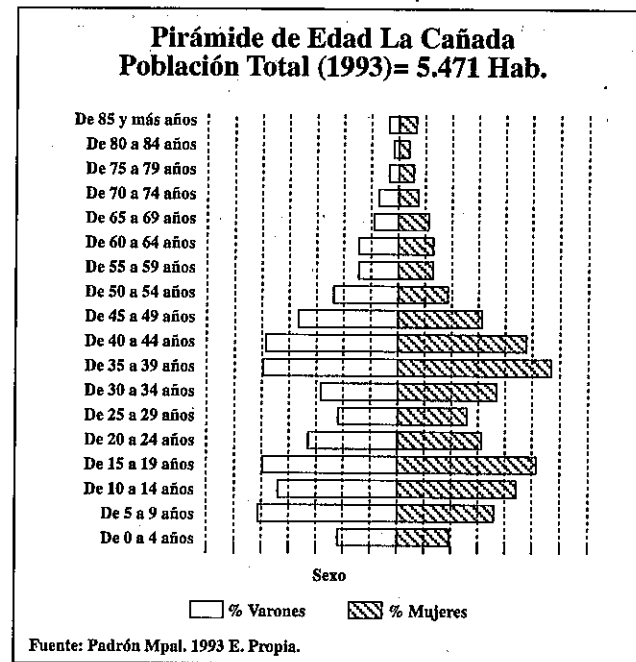 Pirámide de Edad La Cañada
Población Total (1993)= 5.471 Hab.
De 85 y más años
De 80 a 84 años
De 75 a 79 años
De 70 a 74 años
De 65 a 69 años
De 60 a 64 años
De 55 a 59 años
De 50 a 54 años
De 45 a 49 años
De 40 a 44 años
De 35 a 39 años
De 30 a 34 años
De 25 a 29 años
De 20 a 24 años
De 15 a 19 años
De 10 a 14 años
De 5 a 9 años
De 0 a 4 años
Sexo
% Varones % Mujeres
Fuente: Padrón Mpal. 1993 E. Propia.